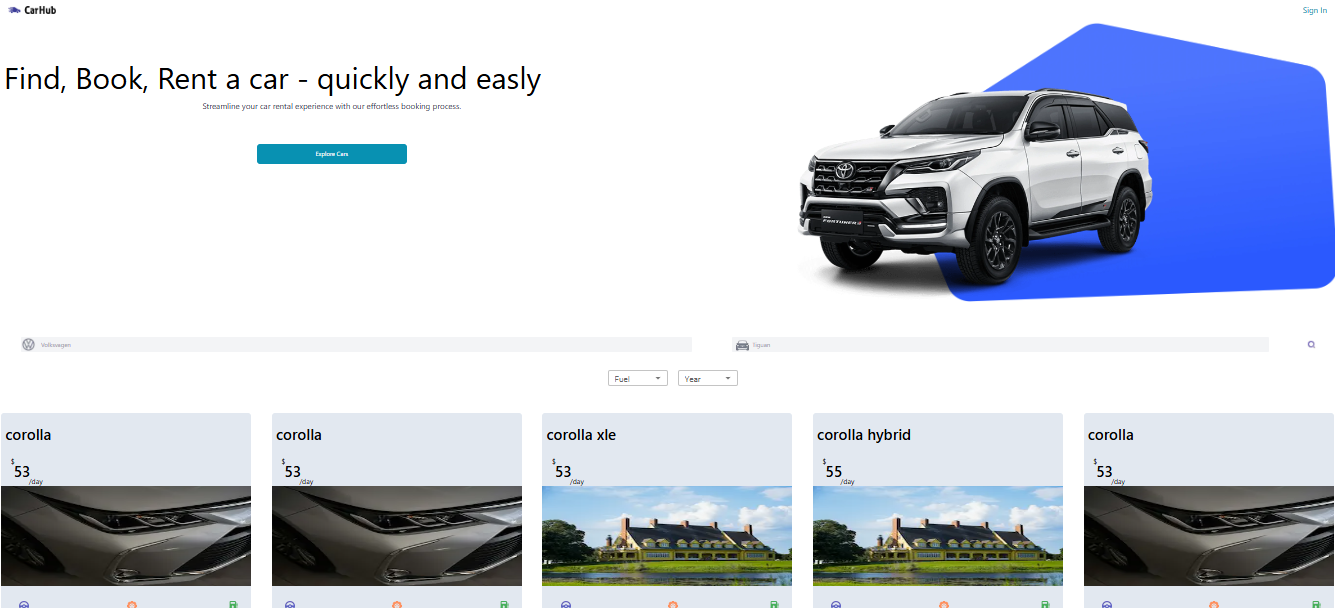 CarHub
Sign In
Find, Book, Rent a car - quickly and easly
Streamline your car rental experience with our effortless booking process.
Explore Cars
FORTUNER
Volkswagen
Tiguan
Fuel
Year
corolla
$53/day
corolla
$53/day
corolla xle
$53/day
corolla hybrid
$55/day
corolla
$53/day